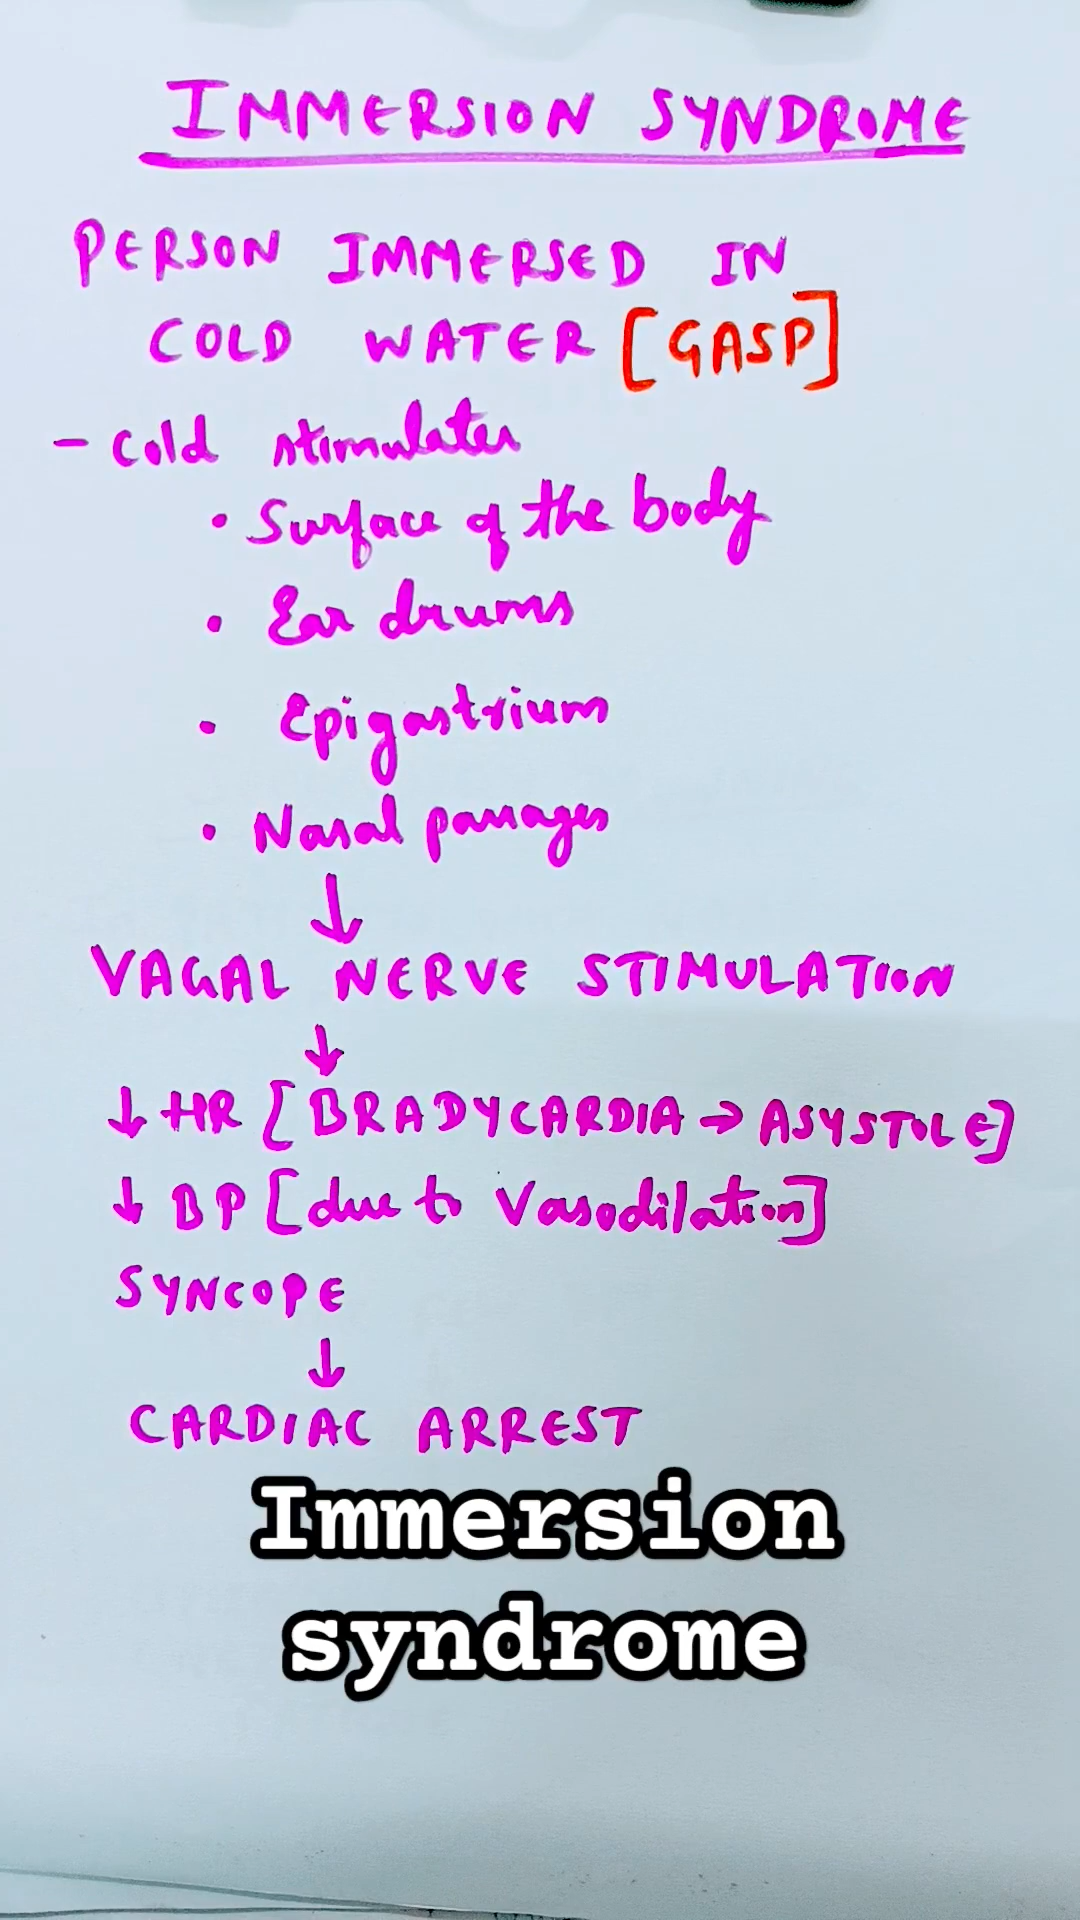 IMMERSION SYNDROME
PERSON IMMERSED IN
COLD WATER [GASP]
- Cold stimulates
• Surface of the body
• Ear drums
• Epigastrium
• Nasal passages
↓
VAGAL NERVE STIMULATION
↓
↓ HR [BRADYCARDIA → ASYSTOLE]
↓ BP [due to Vasodilation]
SYNCOPE
↓
CARDIAC ARREST
Immersion
syndrome